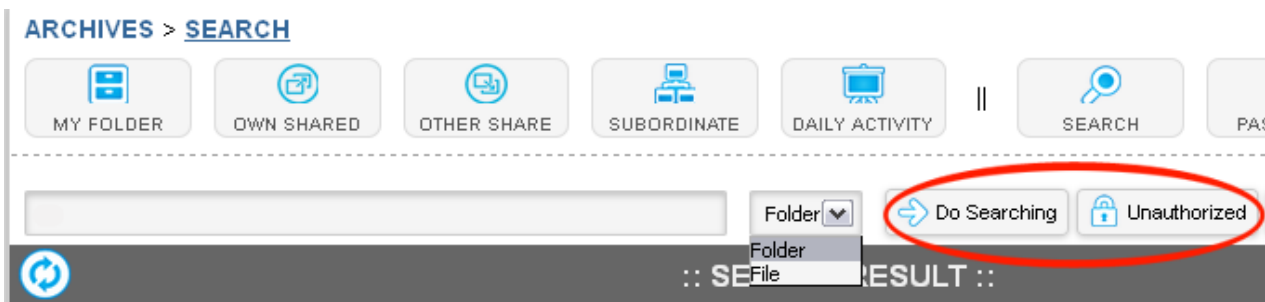 ARCHIVES > SEARCH
MY FOLDER OWN SHARED OTHER SHARE SUBORDINATE DAILY ACTIVITY || SEARCH PAS
Folder Do Searching Unauthorized
Folder
File
:: SE RESULT ::